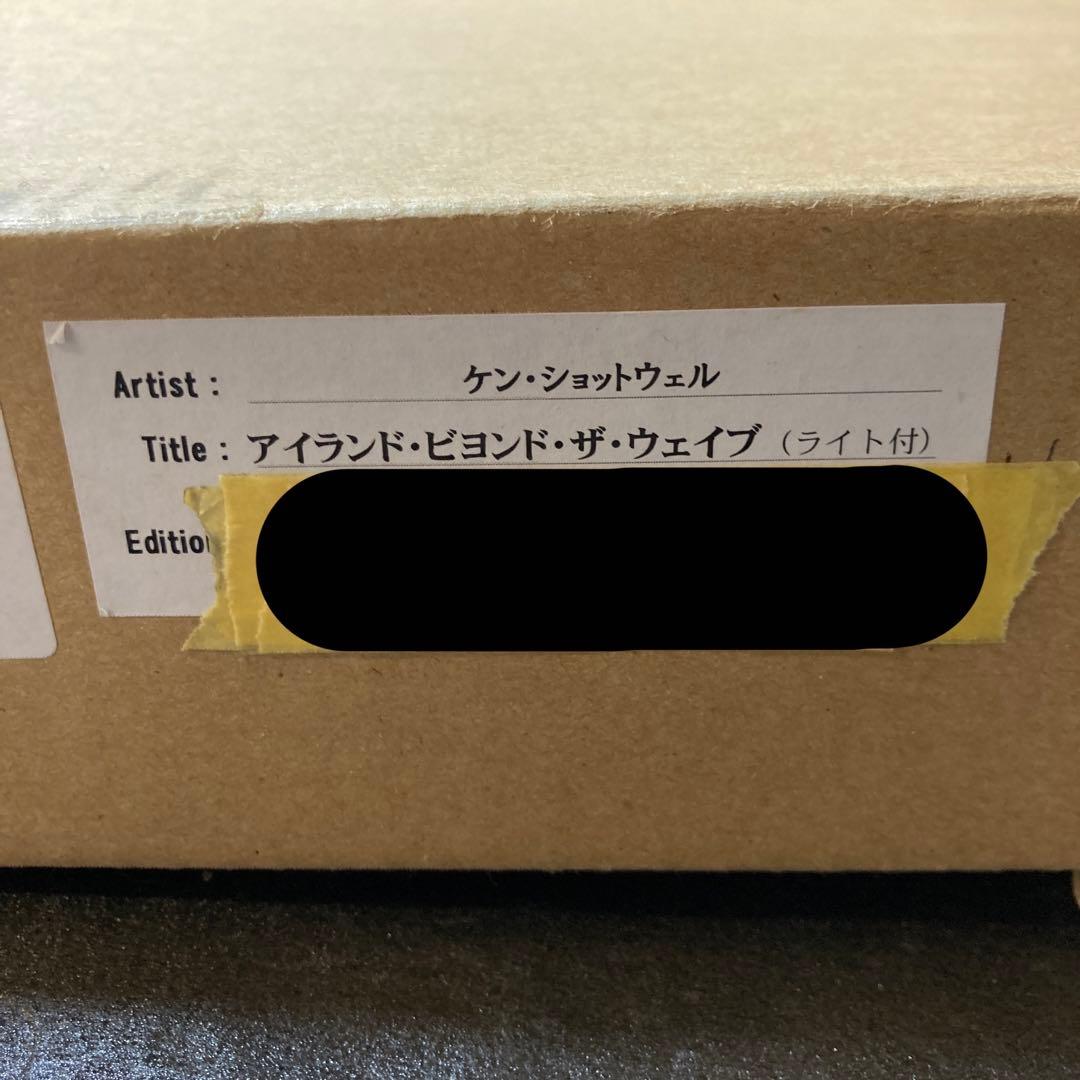 Artist : ケン・ショットウェル
Title : アイランド・ビヨンド・ザ・ウェイブ (ライト付)
Editio